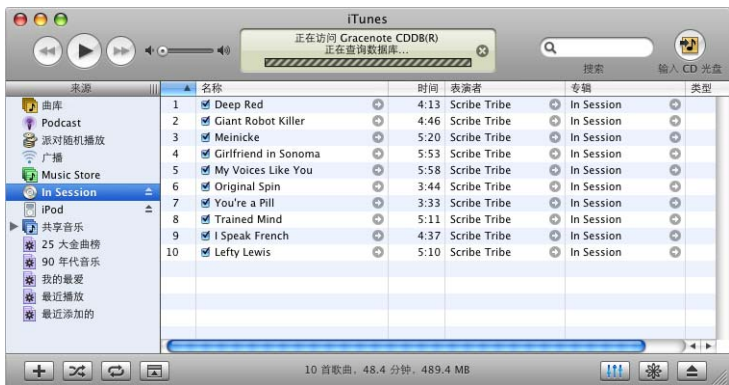 iTunes
正在访问 Gracenote CDDB(R)
正在查询数据库...
搜索
输入 CD 光盘
来源
名称 时间 表演者 专辑 类型
曲库
Podcast
派对随机播放
广播
Music Store
In Session
iPod
共享音乐
25 大金曲榜
90 年代音乐
我的最爱
最近播放
最近添加的
1 Deep Red 4:13 Scribe Tribe In Session
2 Giant Robot Killer 4:46 Scribe Tribe In Session
3 Meinicke 5:20 Scribe Tribe In Session
4 Girlfriend in Sonoma 5:53 Scribe Tribe In Session
5 My Voices Like You 5:58 Scribe Tribe In Session
6 Original Spin 3:44 Scribe Tribe In Session
7 You're a Pill 3:33 Scribe Tribe In Session
8 Trained Mind 5:11 Scribe Tribe In Session
9 I Speak French 4:37 Scribe Tribe In Session
10 Lefty Lewis 5:10 Scribe Tribe In Session
10 首歌曲, 48.4 分钟, 489.4 MB